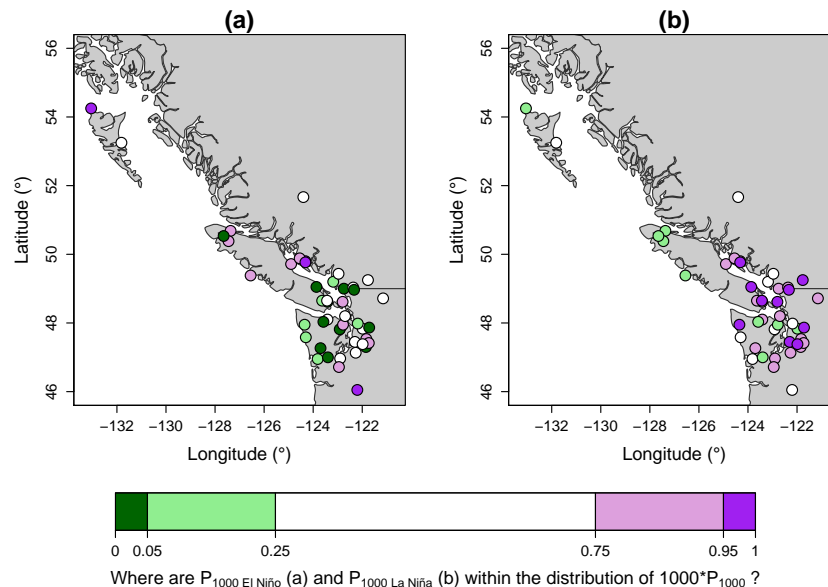 (a) (b)
56 56
54 54
52 52
50 50
48 48
46 46
Latitude (°) Latitude (°)
−132 −130 −128 −126 −124 −122 −132 −130 −128 −126 −124 −122
Longitude (°) Longitude (°)
0 0.05 0.25 0.75 0.95 1
Where are P1000 El Niño (a) and P1000 La Niña (b) within the distribution of 1000*P1000 ?